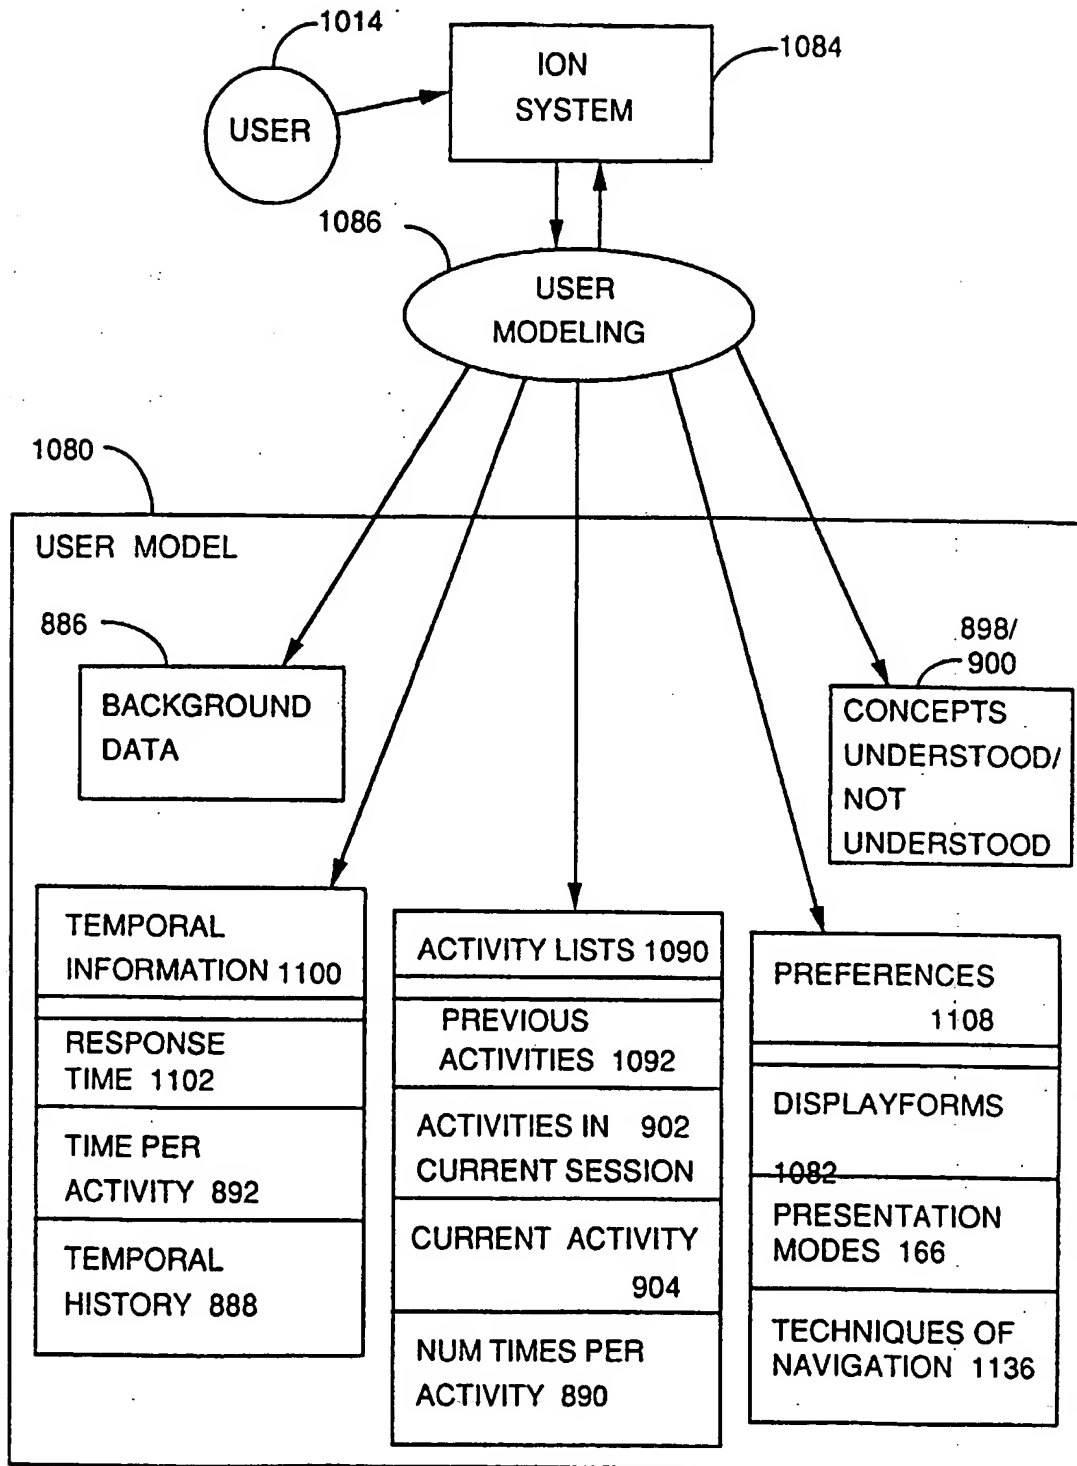 1014
ION
SYSTEM
1084
USER
1086
USER
MODELING
1080
USER MODEL
886
BACKGROUND
DATA
898/
900
CONCEPTS
UNDERSTOOD/
NOT
UNDERSTOOD
TEMPORAL
INFORMATION 1100
RESPONSE
TIME 1102
TIME PER
ACTIVITY 892
TEMPORAL
HISTORY 888
ACTIVITY LISTS 1090
PREVIOUS
ACTIVITIES 1092
ACTIVITIES IN 902
CURRENT SESSION
CURRENT ACTIVITY
904
NUM TIMES PER
ACTIVITY 890
PREFERENCES
1108
DISPLAYFORMS
1082
PRESENTATION
MODES 166
TECHNIQUES OF
NAVIGATION 1136